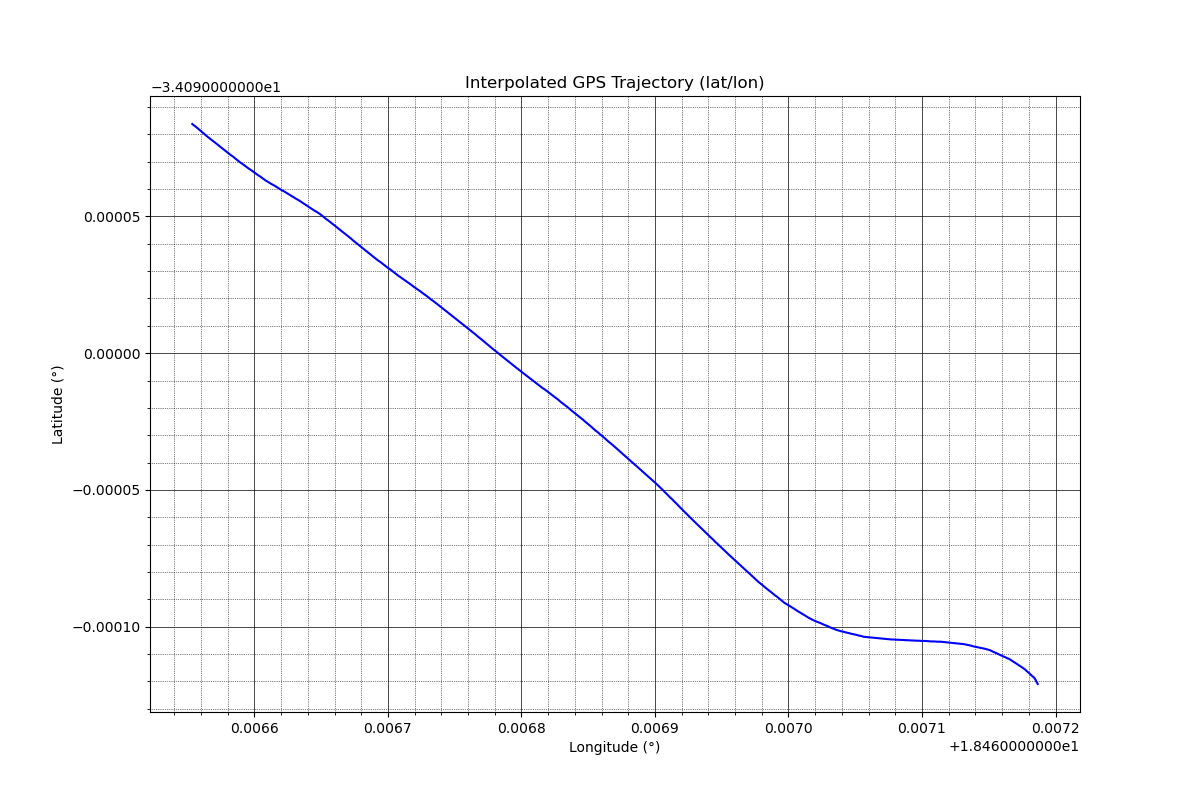 Interpolated GPS Trajectory (lat/lon)
−3.4090000000e1
0.00005
0.00000
−0.00005
−0.00010
Latitude (°)
0.0066 0.0067 0.0068 0.0069 0.0070 0.0071 0.0072
Longitude (°)
+1.8460000000e1